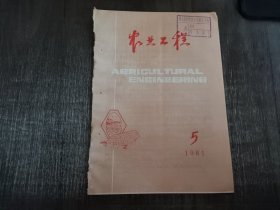 农业工程
AGRICULTURAL
ENGINEERING
5
1981